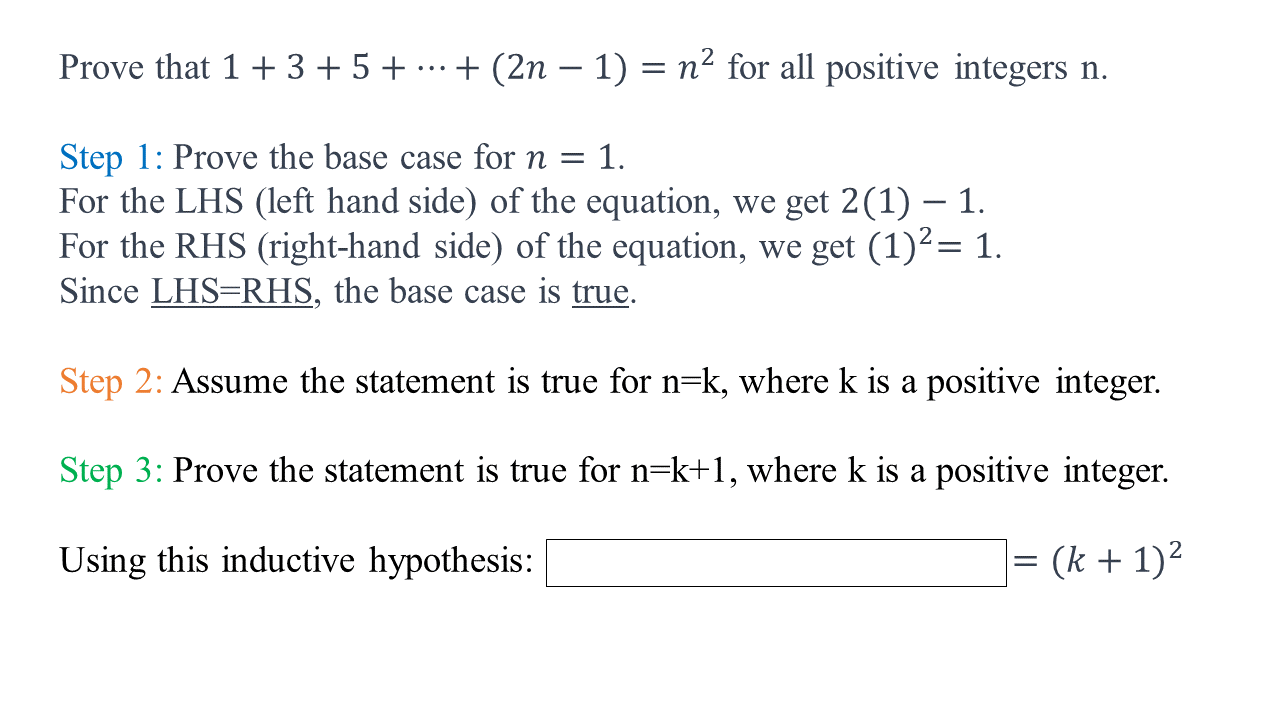 Prove that 1 + 3 + 5 + ⋯ + (2n − 1) = n² for all positive integers n.
Step 1: Prove the base case for n = 1.
For the LHS (left hand side) of the equation, we get 2(1) − 1.
For the RHS (right-hand side) of the equation, we get (1)²= 1.
Since LHS=RHS, the base case is true.
Step 2: Assume the statement is true for n=k, where k is a positive integer.
Step 3: Prove the statement is true for n=k+1, where k is a positive integer.
Using this inductive hypothesis: = (k + 1)²